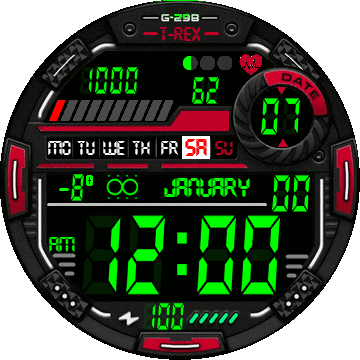 G-298
T-REX
1000
62
DATE
07
MO TU WE TH FR SA SU
-8° JANUARY 00
AM 12:00
100